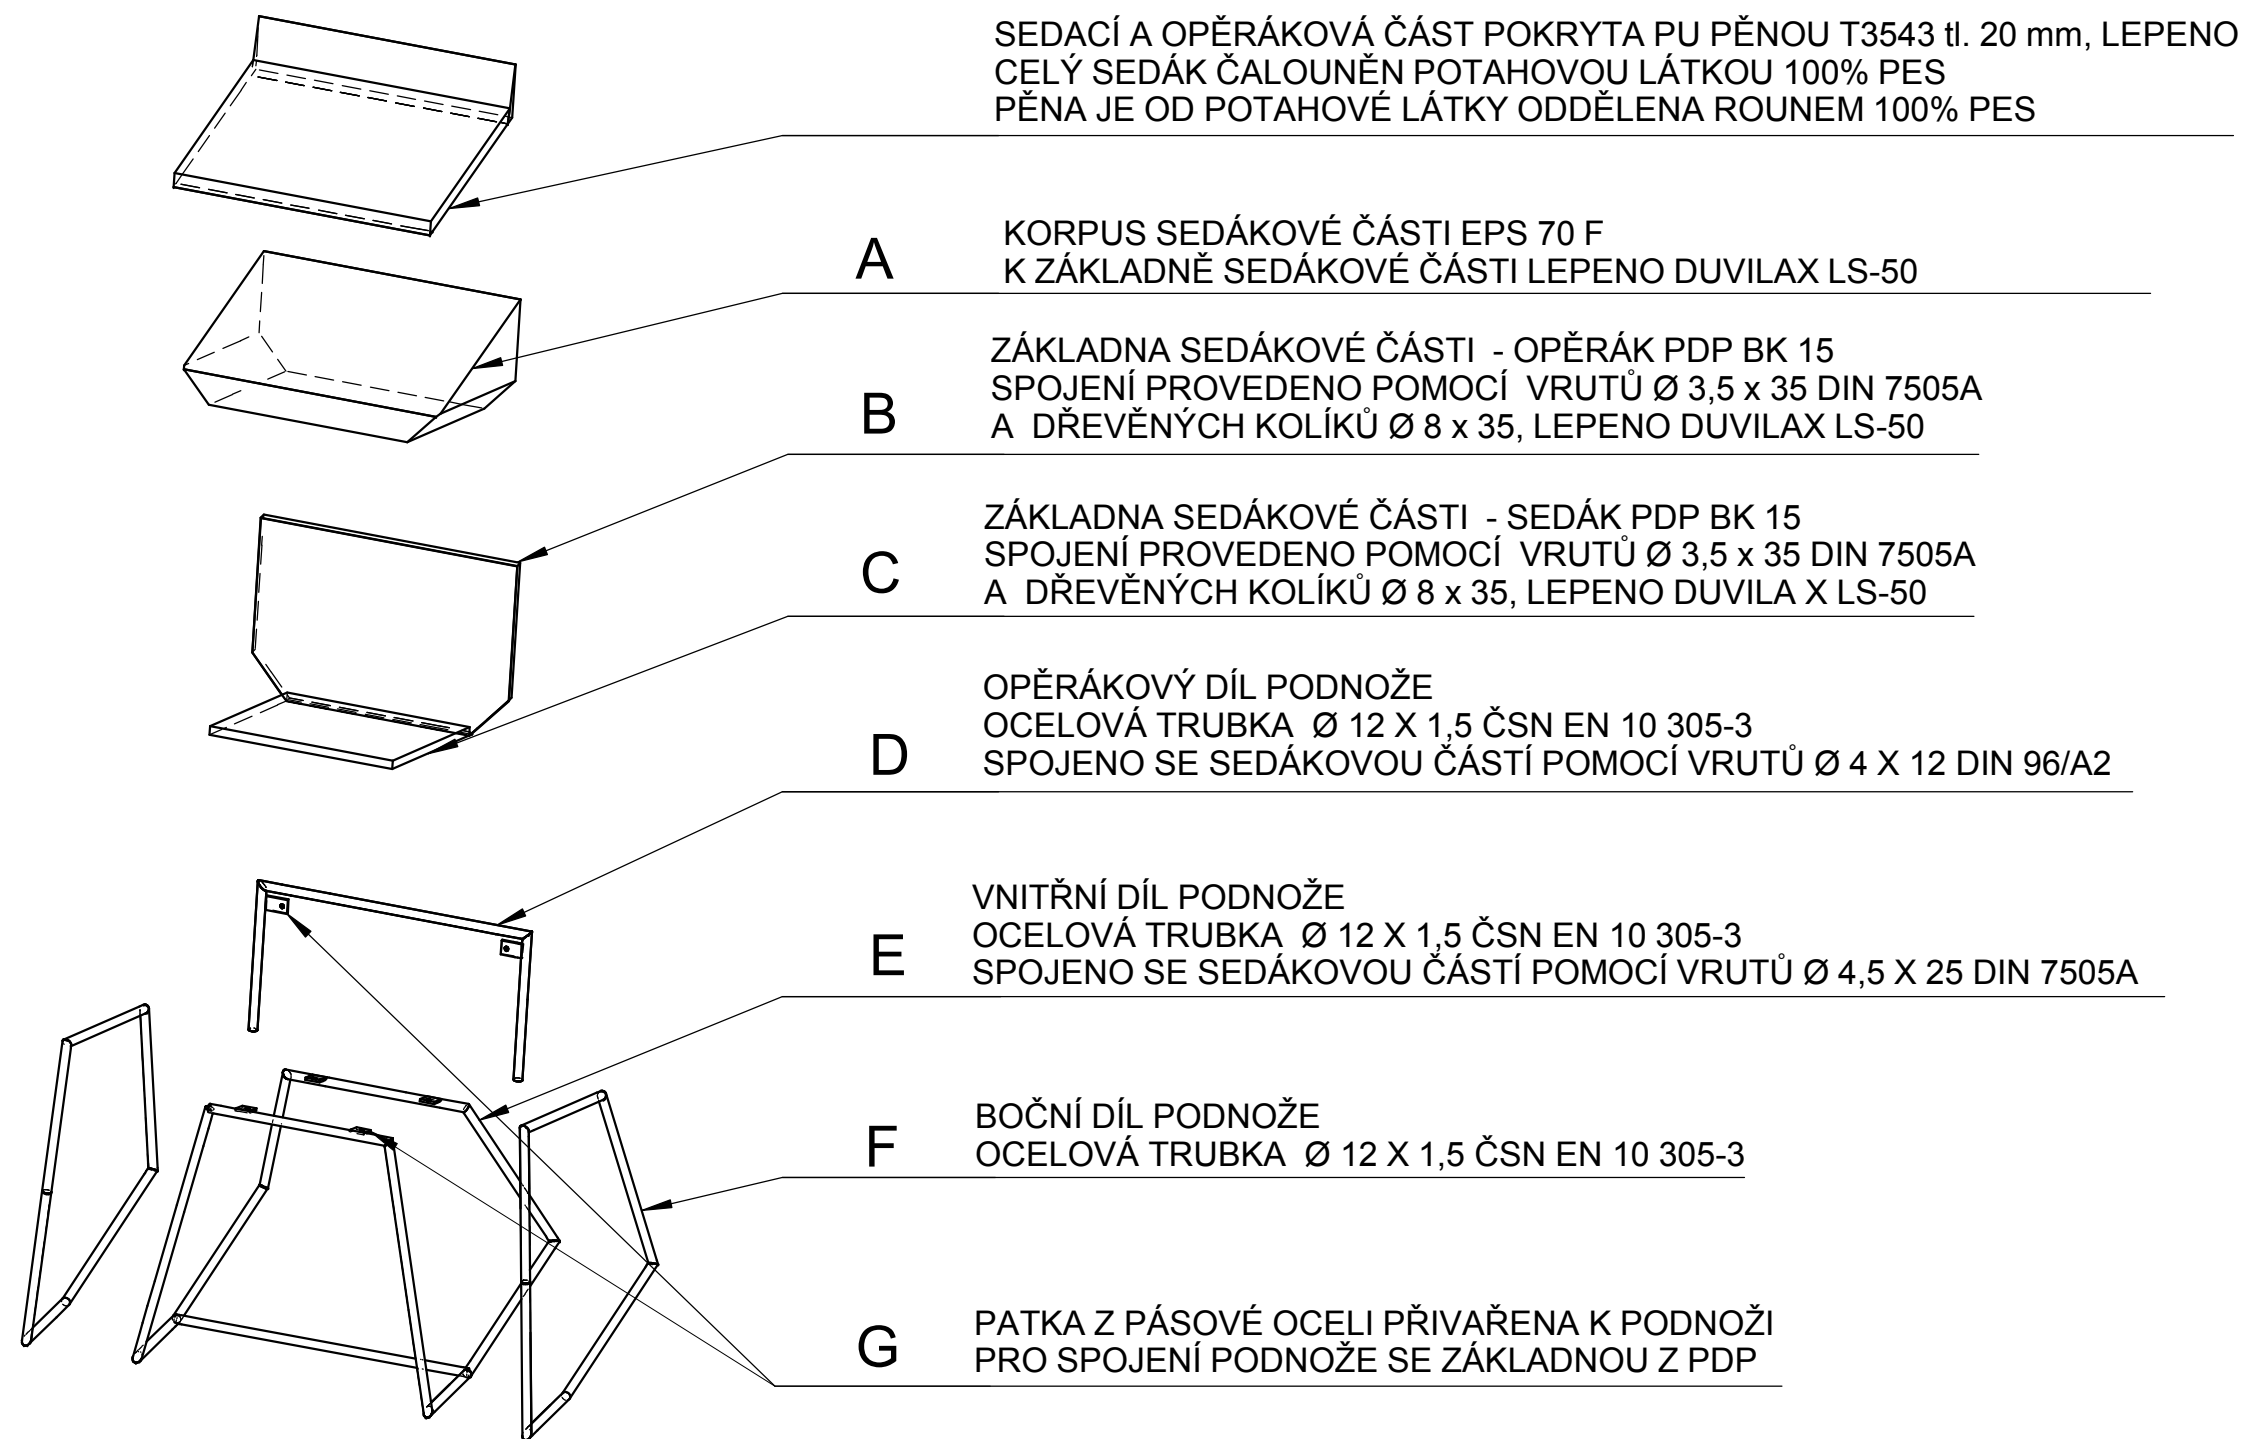 SEDACÍ A OPĚRÁKOVÁ ČÁST POKRYTA PU PĚNOU T3543 tl. 20 mm, LEPENO
CELÝ SEDÁK ČALOUNĚN POTAHOVOU LÁTKOU 100% PES
PĚNA JE OD POTAHOVÉ LÁTKY ODDĚLENA ROUNEM 100% PES
A
KORPUS SEDÁKOVÉ ČÁSTI EPS 70 F
K ZÁKLADNĚ SEDÁKOVÉ ČÁSTI LEPENO DUVILAX LS-50
B
ZÁKLADNA SEDÁKOVÉ ČÁSTI - OPĚRÁK PDP BK 15
SPOJENÍ PROVEDENO POMOCÍ VRUTŮ Ø 3,5 x 35 DIN 7505A
A DŘEVĚNÝCH KOLÍKŮ Ø 8 x 35, LEPENO DUVILAX LS-50
C
ZÁKLADNA SEDÁKOVÉ ČÁSTI - SEDÁK PDP BK 15
SPOJENÍ PROVEDENO POMOCÍ VRUTŮ Ø 3,5 x 35 DIN 7505A
A DŘEVĚNÝCH KOLÍKŮ Ø 8 x 35, LEPENO DUVILA X LS-50
D
OPĚRÁKOVÝ DÍL PODNOŽE
OCELOVÁ TRUBKA Ø 12 X 1,5 ČSN EN 10 305-3
SPOJENO SE SEDÁKOVOU ČÁSTÍ POMOCÍ VRUTŮ Ø 4 X 12 DIN 96/A2
E
VNITŘNÍ DÍL PODNOŽE
OCELOVÁ TRUBKA Ø 12 X 1,5 ČSN EN 10 305-3
SPOJENO SE SEDÁKOVOU ČÁSTÍ POMOCÍ VRUTŮ Ø 4,5 X 25 DIN 7505A
F
BOČNÍ DÍL PODNOŽE
OCELOVÁ TRUBKA Ø 12 X 1,5 ČSN EN 10 305-3
G
PATKA Z PÁSOVÉ OCELI PŘIVAŘENA K PODNOŽI
PRO SPOJENÍ PODNOŽE SE ZÁKLADNOU Z PDP